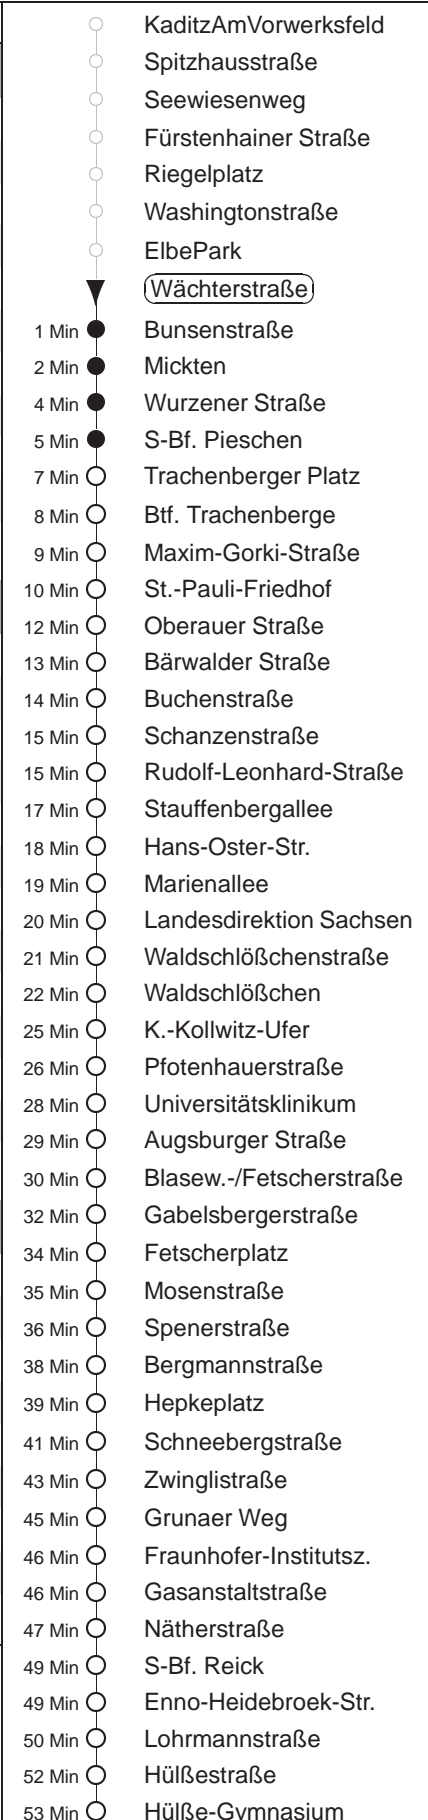 KaditzAmVorwerksfeld
Spitzhausstraße
Seewiesenweg
Fürstenhainer Straße
Riegelplatz
Washingtonstraße
ElbePark
Wächterstraße
1 Min Bunsenstraße
2 Min Mickten
4 Min Wurzener Straße
5 Min S-Bf. Pieschen
7 Min Trachenberger Platz
8 Min Btf. Trachenberge
9 Min Maxim-Gorki-Straße
10 Min St.-Pauli-Friedhof
12 Min Oberauer Straße
13 Min Bärwalder Straße
14 Min Buchenstraße
15 Min Schanzenstraße
15 Min Rudolf-Leonhard-Straße
17 Min Stauffenbergallee
18 Min Hans-Oster-Str.
19 Min Marienallee
20 Min Landesdirektion Sachsen
21 Min Waldschlößchenstraße
22 Min Waldschlößchen
25 Min K.-Kollwitz-Ufer
26 Min Pfotenhauerstraße
28 Min Universitätsklinikum
29 Min Augsburger Straße
30 Min Blasew.-/Fetscherstraße
32 Min Gabelsbergerstraße
34 Min Fetscherplatz
35 Min Mosenstraße
36 Min Spenerstraße
38 Min Bergmannstraße
39 Min Hepkeplatz
41 Min Schneebergstraße
43 Min Zwinglistraße
45 Min Grunaer Weg
46 Min Fraunhofer-Institutsz.
46 Min Gasanstaltstraße
47 Min Nätherstraße
49 Min S-Bf. Reick
49 Min Enno-Heidebroek-Str.
50 Min Lohrmannstraße
52 Min Hülßestraße
53 Min Hülße-Gymnasium